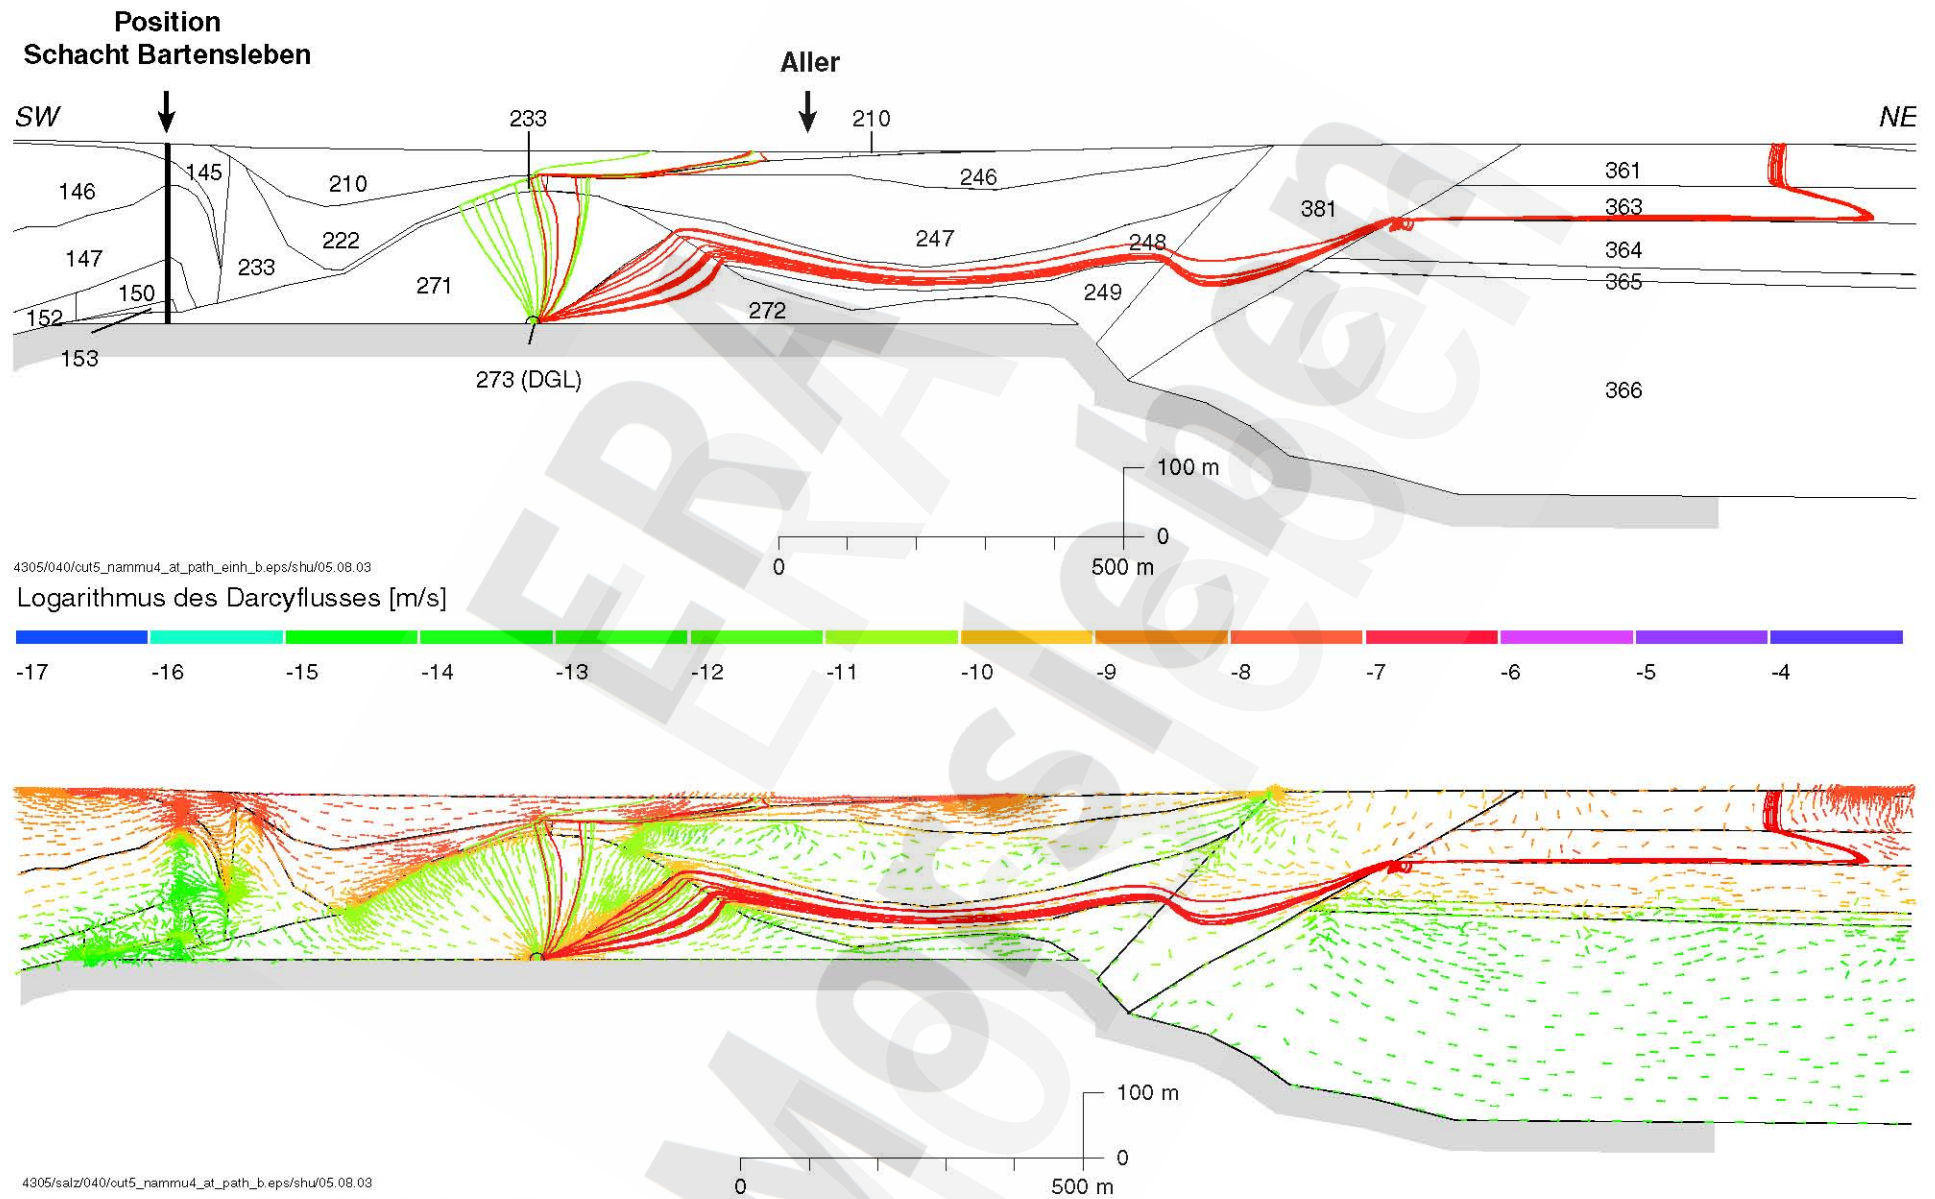 Position
Schacht Bartensleben
Aller
SW
233
210
NE
145
146
210
246
361
363
381
222
247
248
364
147
233
271
365
150
249
272
152
153
273 (DGL)
366
100 m
0
0
500 m
4305/040/cut5_nammu4_at_path_einh_b.eps/shu/05.08.03
Logarithmus des Darcyflusses [m/s]
-17 -16 -15 -14 -13 -12 -11 -10 -9 -8 -7 -6 -5 -4
100 m
0
0
500 m
4305/salz/040/cut5_nammu4_at_path_b.eps/shu/05.08.03
ERA
Morsleben